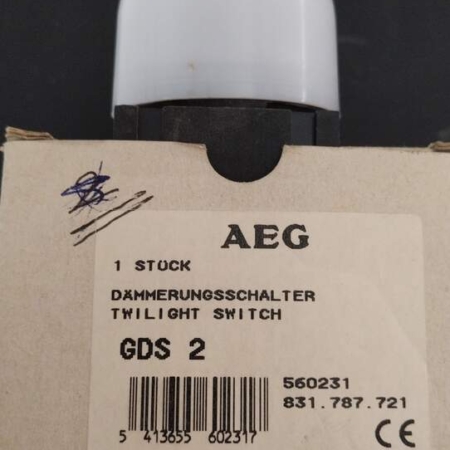 AEG
1 STÜCK
DÄMMERUNGSSCHALTER
TWILIGHT SWITCH
GDS 2
560231
831.787.721
5 413655 602317
CE